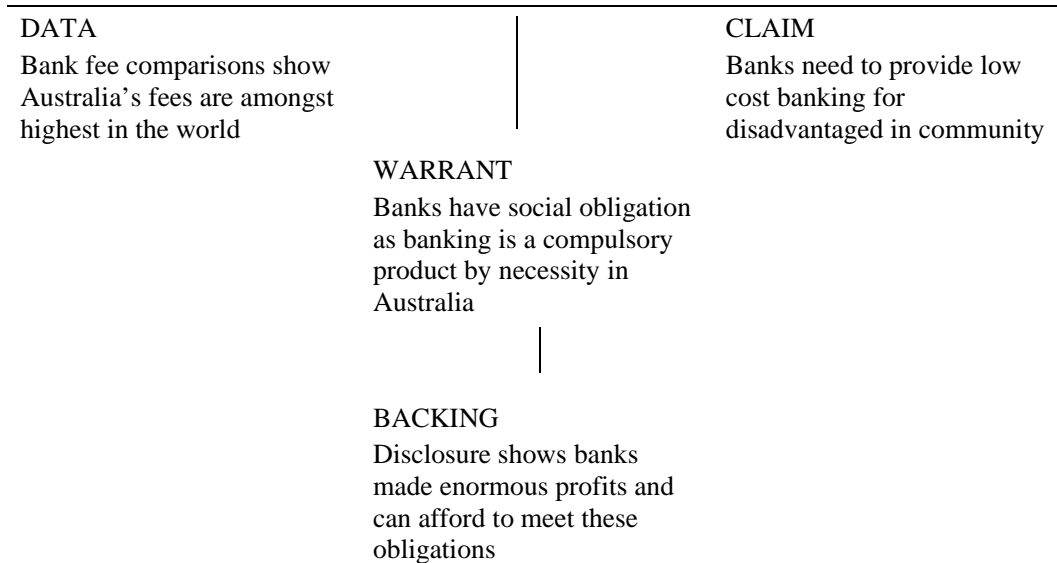 DATA
Bank fee comparisons show
Australia’s fees are amongst
highest in the world
CLAIM
Banks need to provide low
cost banking for
disadvantaged in community
WARRANT
Banks have social obligation
as banking is a compulsory
product by necessity in
Australia
BACKING
Disclosure shows banks
made enormous profits and
can afford to meet these
obligations